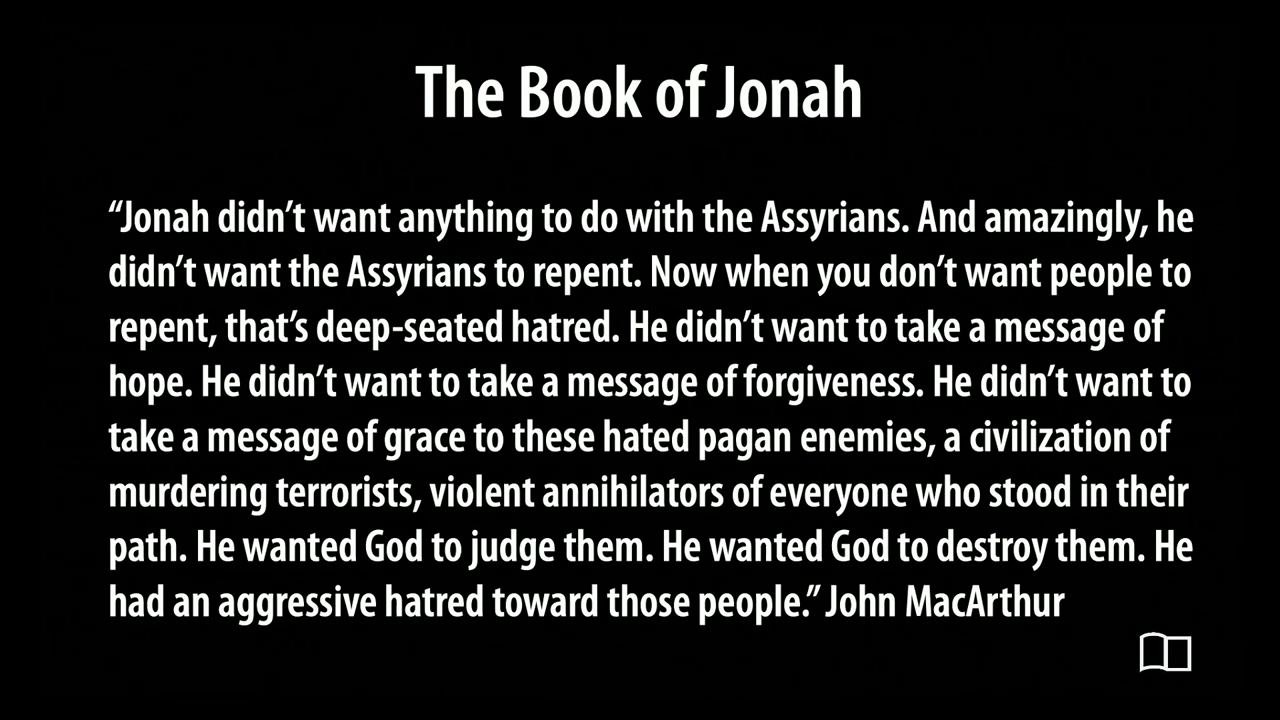 The Book of Jonah
“Jonah didn’t want anything to do with the Assyrians. And amazingly, he
didn’t want the Assyrians to repent. Now when you don’t want people to
repent, that’s deep-seated hatred. He didn’t want to take a message of
hope. He didn’t want to take a message of forgiveness. He didn’t want to
take a message of grace to these hated pagan enemies, a civilization of
murdering terrorists, violent annihilators of everyone who stood in their
path. He wanted God to judge them. He wanted God to destroy them. He
had an aggressive hatred toward those people.” John MacArthur